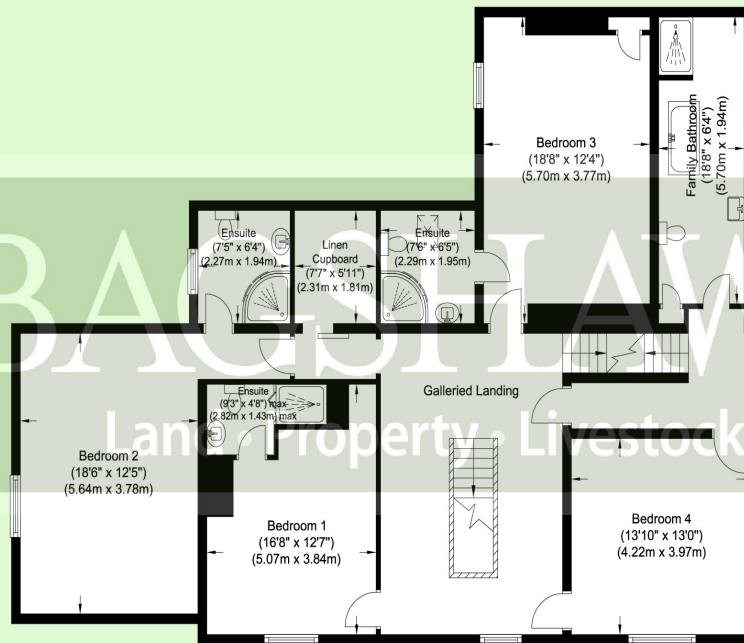 Bedroom 3
(18'8" x 12'4")
(5.70m x 3.77m)
Family Bathroom
(18'8" x 6'4")
(5.70m x 1.94m)
Ensuite
(7'5" x 6'4")
(2.27m x 1.94m)
Linen
Cupboard
(7'7" x 5'11")
(2.31m x 1.81m)
Ensuite
(7'6" x 6'5")
(2.29m x 1.95m)
BAGSHAW
Galleried Landing
Ensuite
(9'3" x 4'8") max
(2.82m x 1.43m) max
Land • Property • Livestock
Bedroom 2
(18'6" x 12'5")
(5.64m x 3.78m)
Bedroom 1
(16'8" x 12'7")
(5.07m x 3.84m)
Bedroom 4
(13'10" x 13'0")
(4.22m x 3.97m)